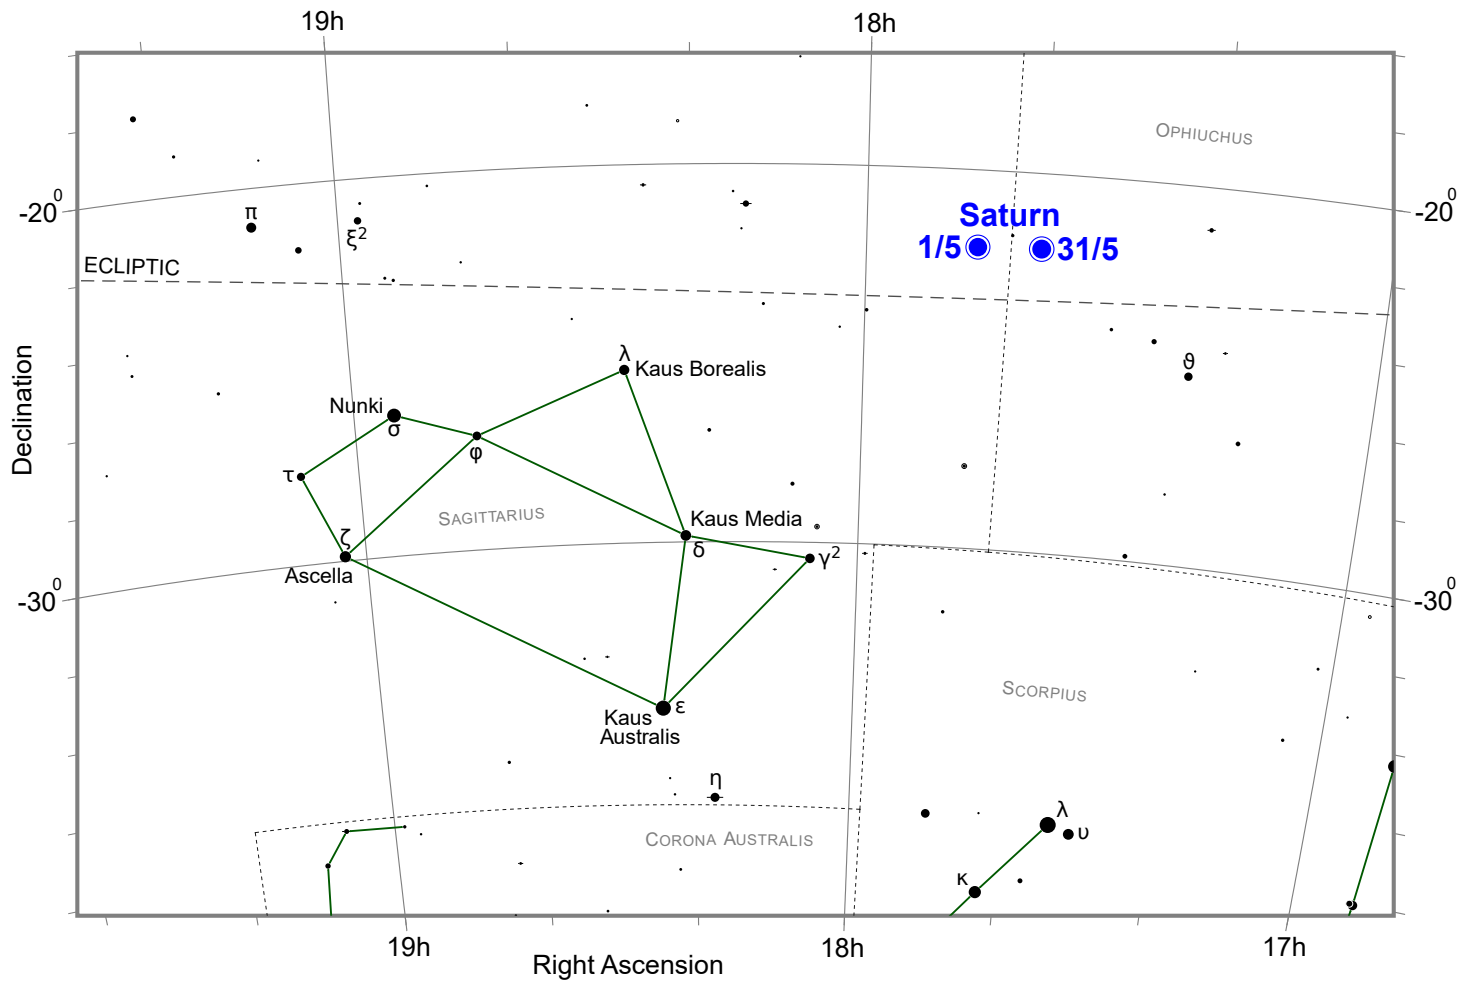 19h
18h
OPHIUCHUS
-20⁰
-20⁰
π
ξ²
Saturn
1/5
31/5
ECLIPTIC
λ
Kaus Borealis
ϑ
Declination
Nunki
σ
φ
τ
SAGITTARIUS
Kaus Media
δ
ζ
Ascella
γ²
-30⁰
-30⁰
SCORPIUS
Kaus
Australis
ε
η
CORONA AUSTRALIS
λ
υ
κ
19h
18h
17h
Right Ascension